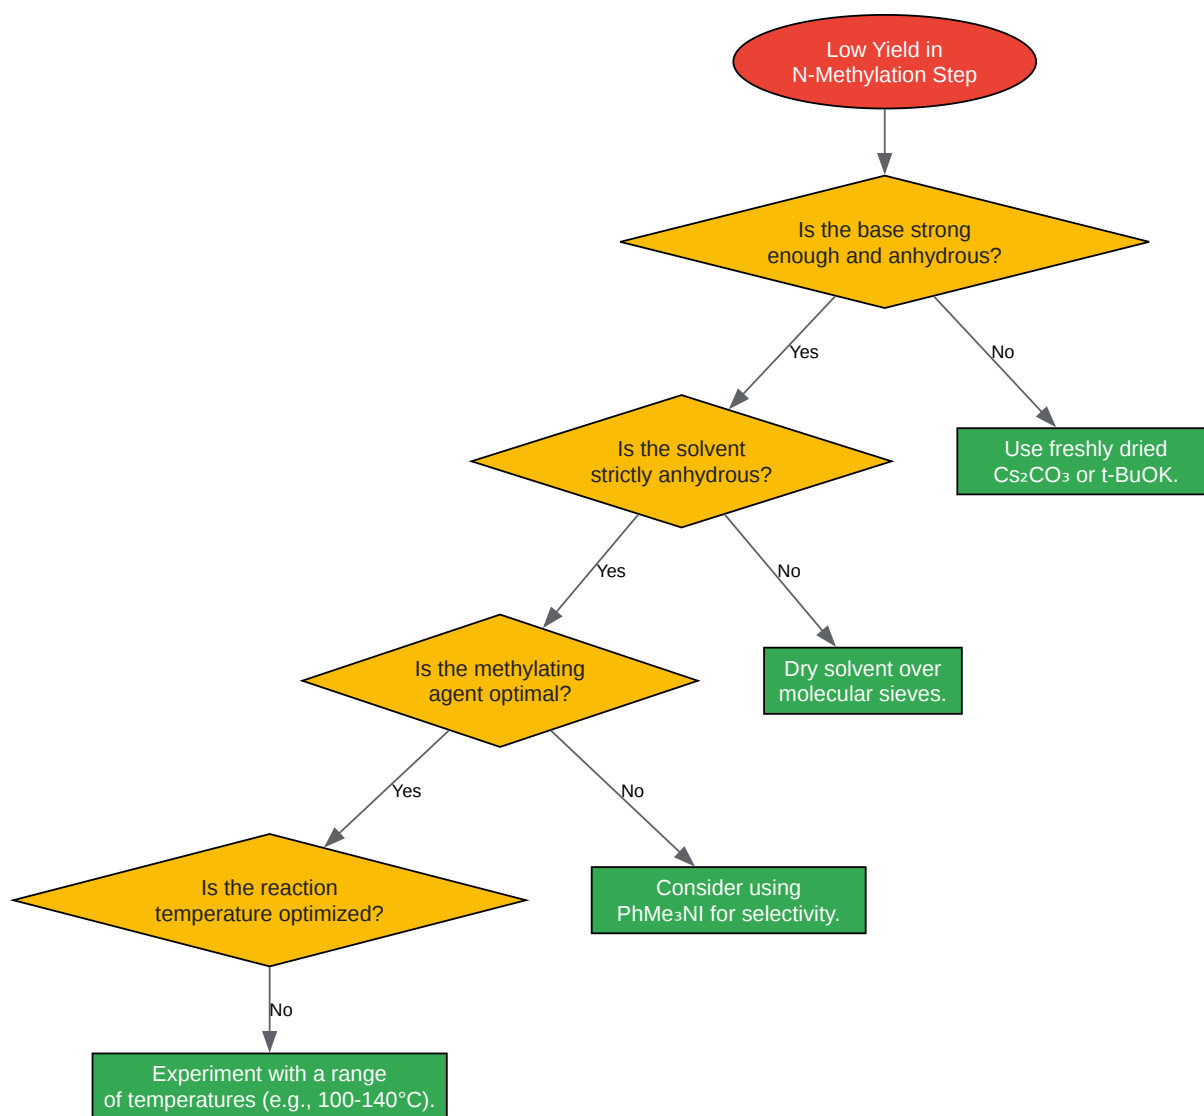 Low Yield in
N-Methylation Step
Is the base strong
enough and anhydrous?
Yes
No
Is the solvent
strictly anhydrous?
Use freshly dried
Cs₂CO₃ or t-BuOK.
Yes
No
Is the methylating
agent optimal?
Dry solvent over
molecular sieves.
Yes
No
Is the reaction
temperature optimized?
Consider using
PhMe₃NI for selectivity.
No
Experiment with a range
of temperatures (e.g., 100-140°C).